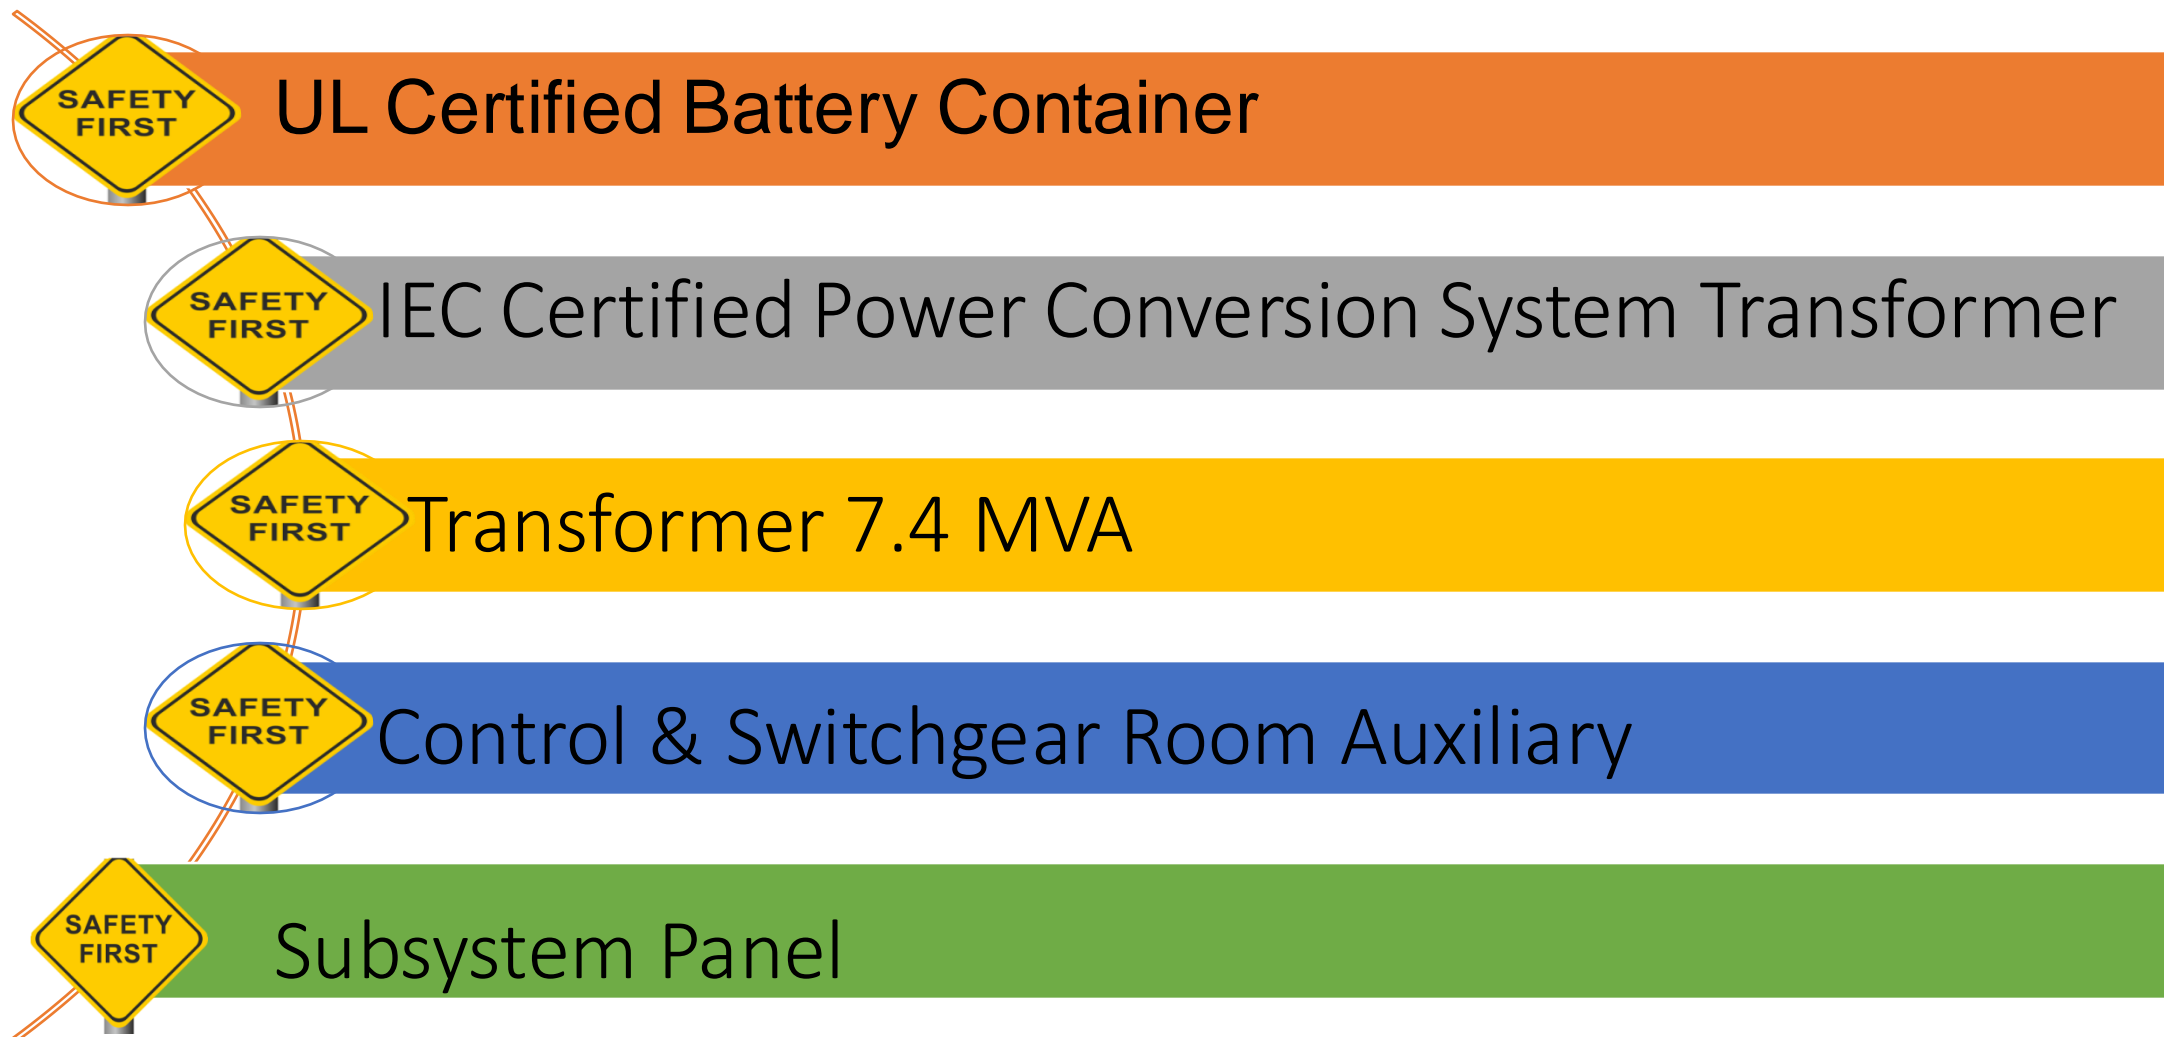 SAFETY
FIRST
UL Certified Battery Container
SAFETY
FIRST
IEC Certified Power Conversion System Transformer
SAFETY
FIRST
Transformer 7.4 MVA
SAFETY
FIRST
Control & Switchgear Room Auxiliary
SAFETY
FIRST
Subsystem Panel